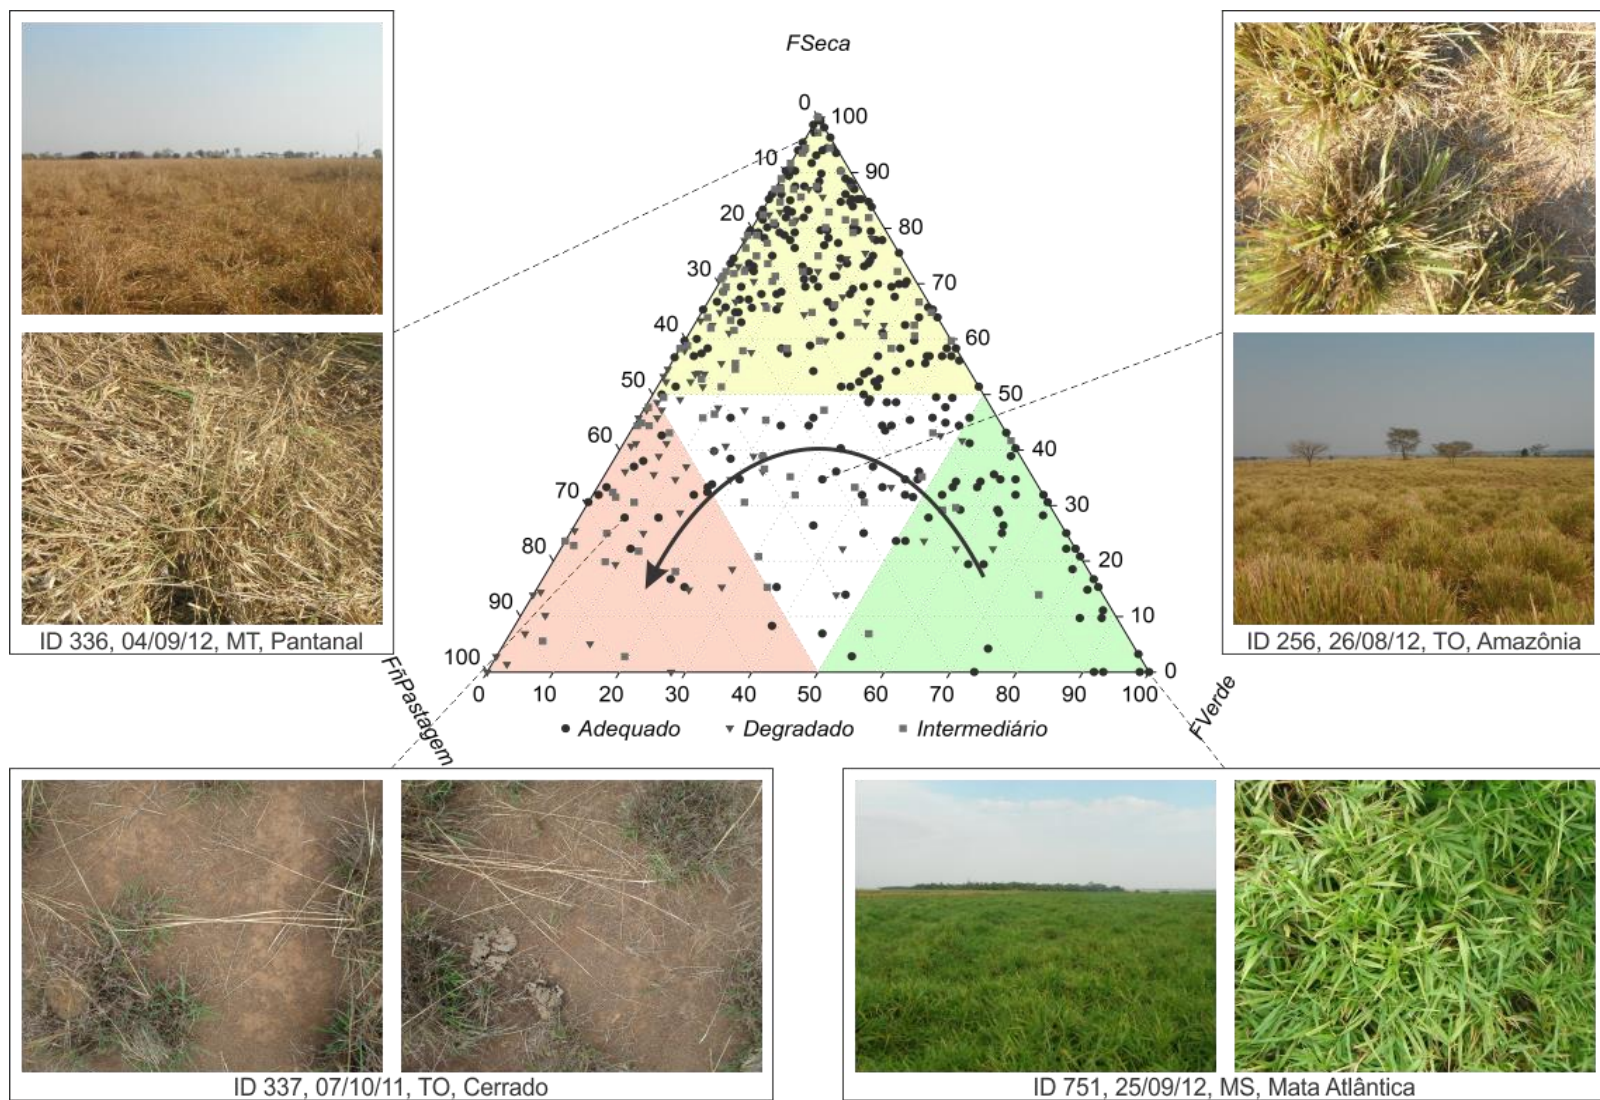 FSeca
0
100
10
90
20
80
30
70
40
60
50
50
60
40
70
30
80
20
90
10
100
0
0 10 20 30 40 50 60 70 80 90 100
FñPastagem
FVerde
Adequado Degradado Intermediário
ID 336, 04/09/12, MT, Pantanal
ID 256, 26/08/12, TO, Amazônia
ID 337, 07/10/11, TO, Cerrado
ID 751, 25/09/12, MS, Mata Atlântica